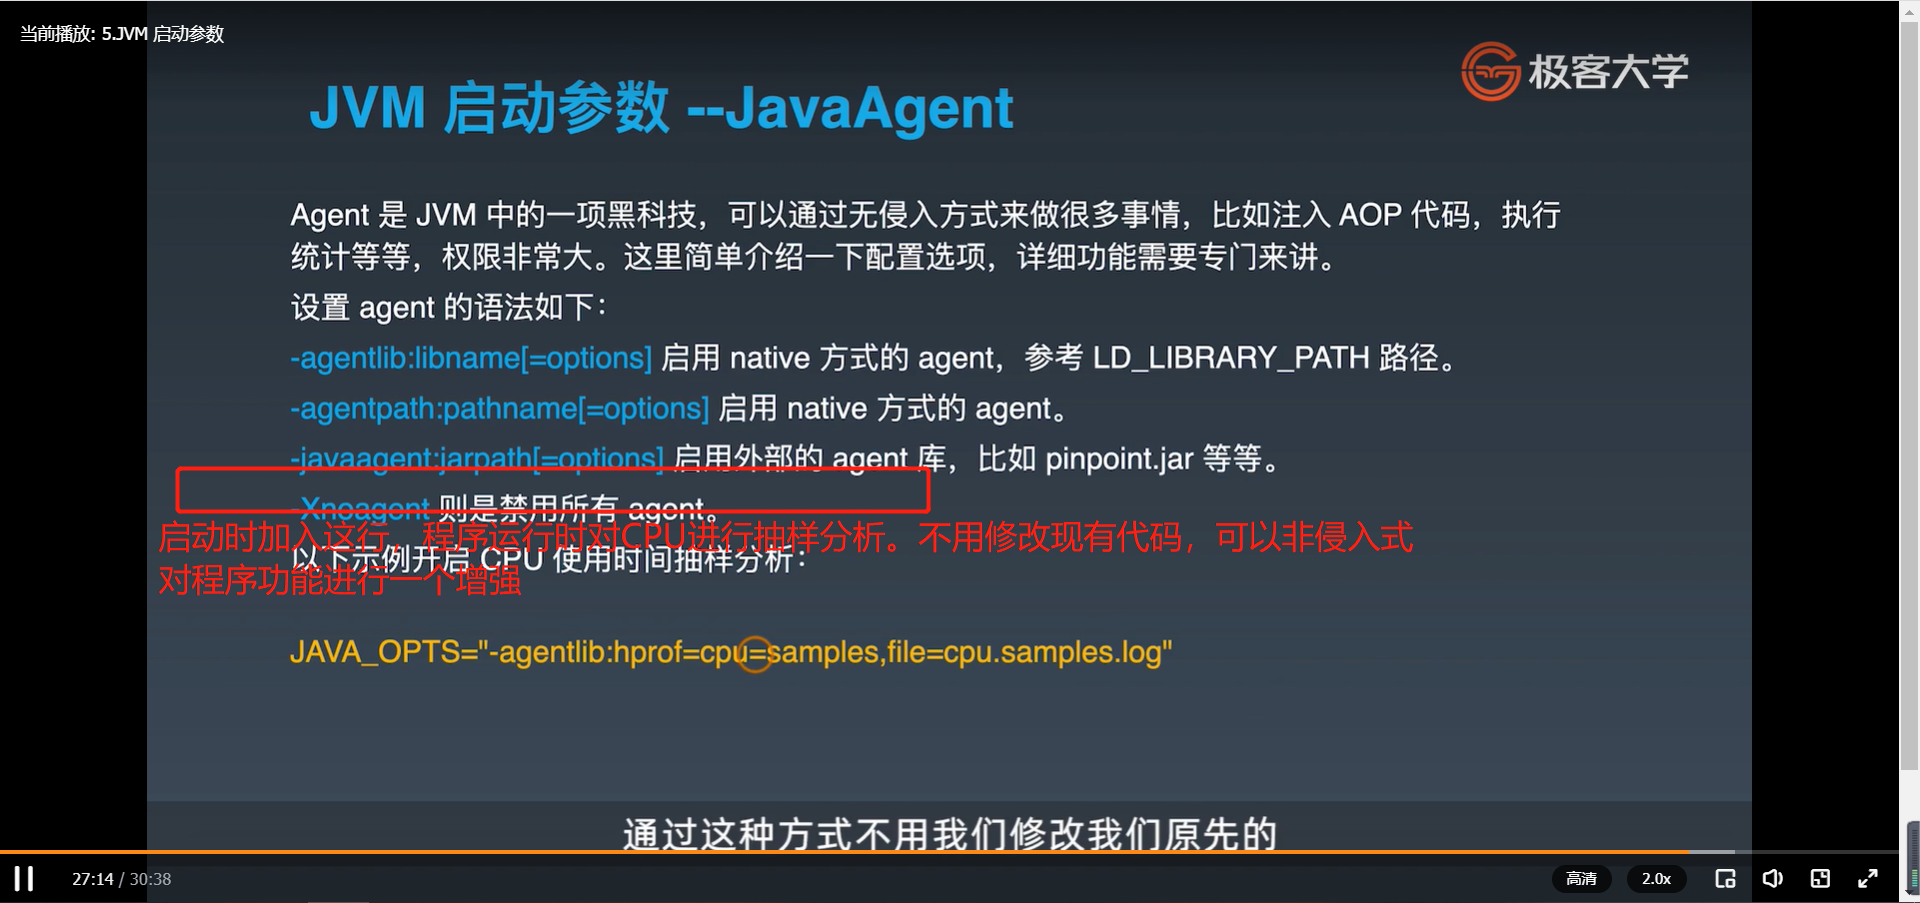 当前播放: 5.JVM 启动参数
极客大学
JVM 启动参数 --JavaAgent
Agent 是 JVM 中的一项黑科技，可以通过无侵入方式来做很多事情，比如注入 AOP 代码，执行
统计等等，权限非常大。这里简单介绍一下配置选项，详细功能需要专门来讲。
设置 agent 的语法如下：
-agentlib:libname[=options] 启用 native 方式的 agent，参考 LD_LIBRARY_PATH 路径。
-agentpath:pathname[=options] 启用 native 方式的 agent。
-javaagent:jarpath[=options] 启用外部的 agent 库，比如 pinpoint.jar 等等。
-Xnoagent 则是禁用所有 agent。
启动时加入这行，程序运行时对CPU进行抽样分析。不用修改现有代码，可以非侵入式
以下示例开启 CPU 使用时间抽样分析：
对程序功能进行一个增强
JAVA_OPTS="-agentlib:hprof=cpu=samples,file=cpu.samples.log"
通过这种方式不用我们修改我们原先的
27:14 / 30:38
高清
2.0x